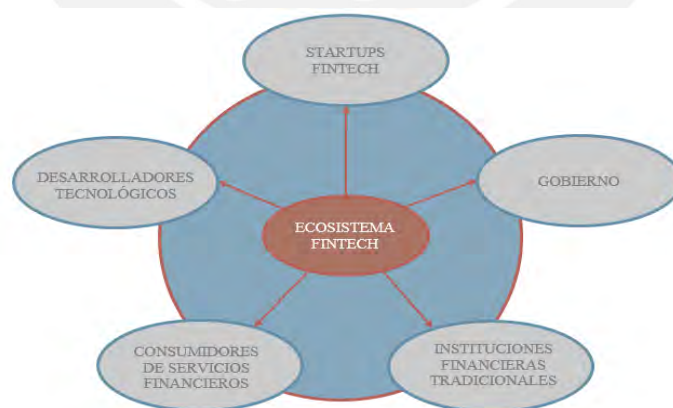 STARTUPS
FINTECH
DESARROLLADORES
TECNOLÓGICOS
GOBIERNO
ECOSISTEMA
FINTECH
CONSUMIDORES
DE SERVICIOS
FINANCIEROS
INSTITUCIONES
FINANCIERAS
TRADICIONALES